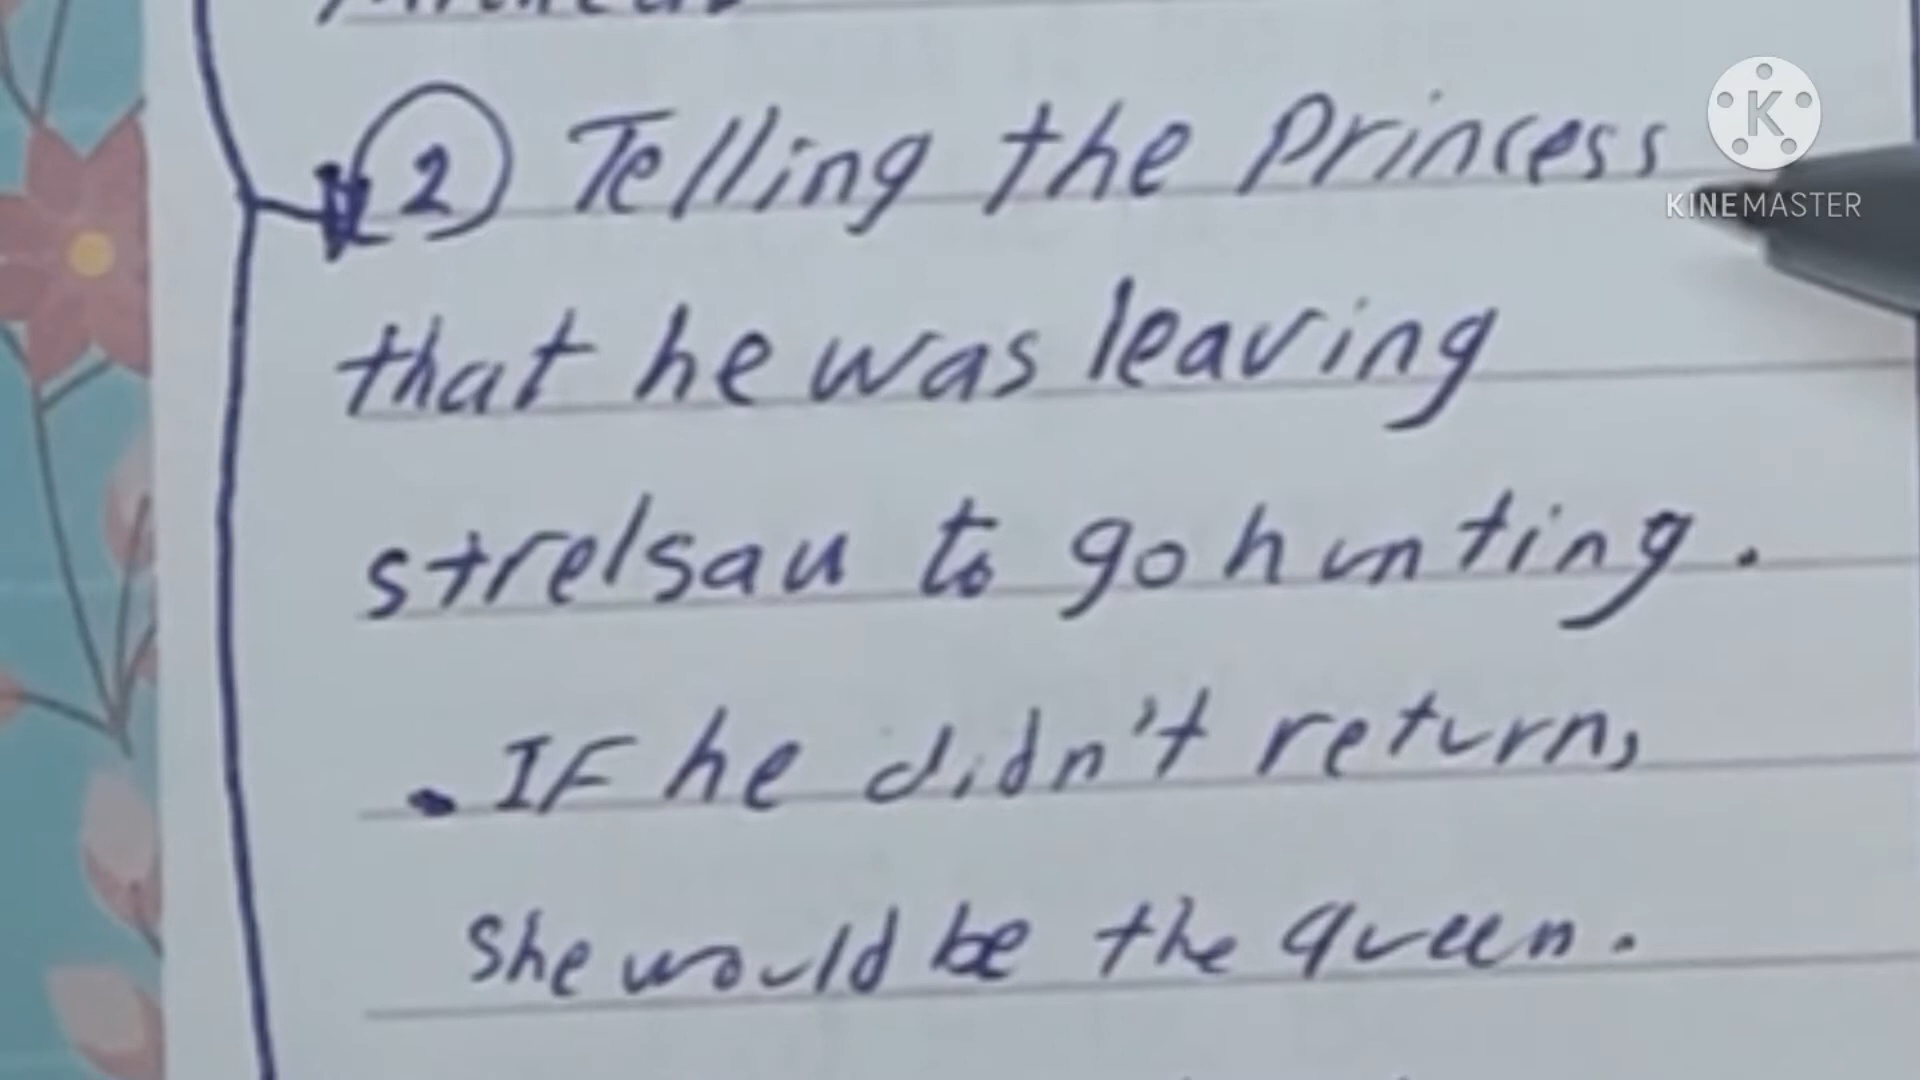 2 Telling the Princess
that he was leaving
strelsau to go hunting.
. IF he didn't return,
she would be the queen.
K
KINEMASTER